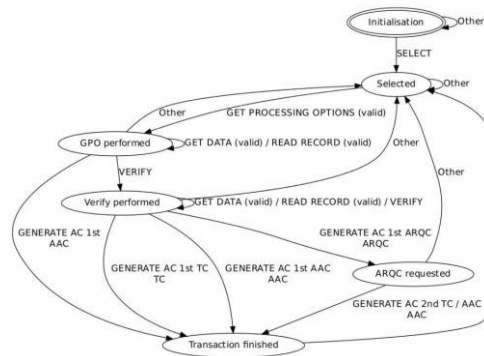 Initialisation
Other
SELECT
Selected
Other
Other
GET PROCESSING OPTIONS (valid)
GPO performed
GET DATA (valid) / READ RECORD (valid)
VERIFY
Other
Other
Verify performed
GET DATA (valid) / READ RECORD (valid) / VERIFY
GENERATE AC 1st
AAC
GENERATE AC 1st ARQC
ARQC
GENERATE AC 1st TC
TC
GENERATE AC 1st AAC
AAC
ARQC requested
GENERATE AC 2nd TC / AAC
AAC
Transaction finished